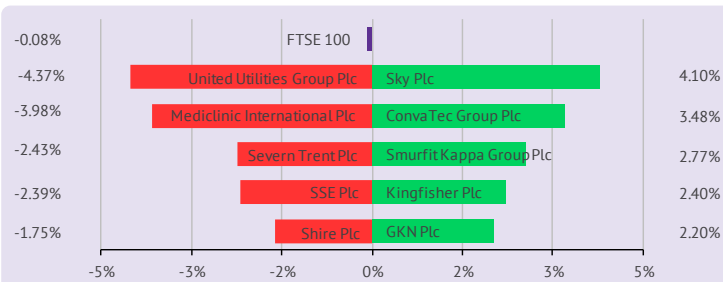 -0.08% FTSE 100
-4.57% United Utilities Group Plc Sky Plc 4.10%
-3.98% Mediclinic International Plc ConvaTec Group Plc 3.48%
-2.43% Severn Trent Plc Smurfit Kappa Group Plc 2.77%
-2.39% SSE Plc Kingfisher Plc 2.40%
-1.75% Shire Plc GKN Plc 2.20%
-5% -3% -2% 0% 2% 3% 5%